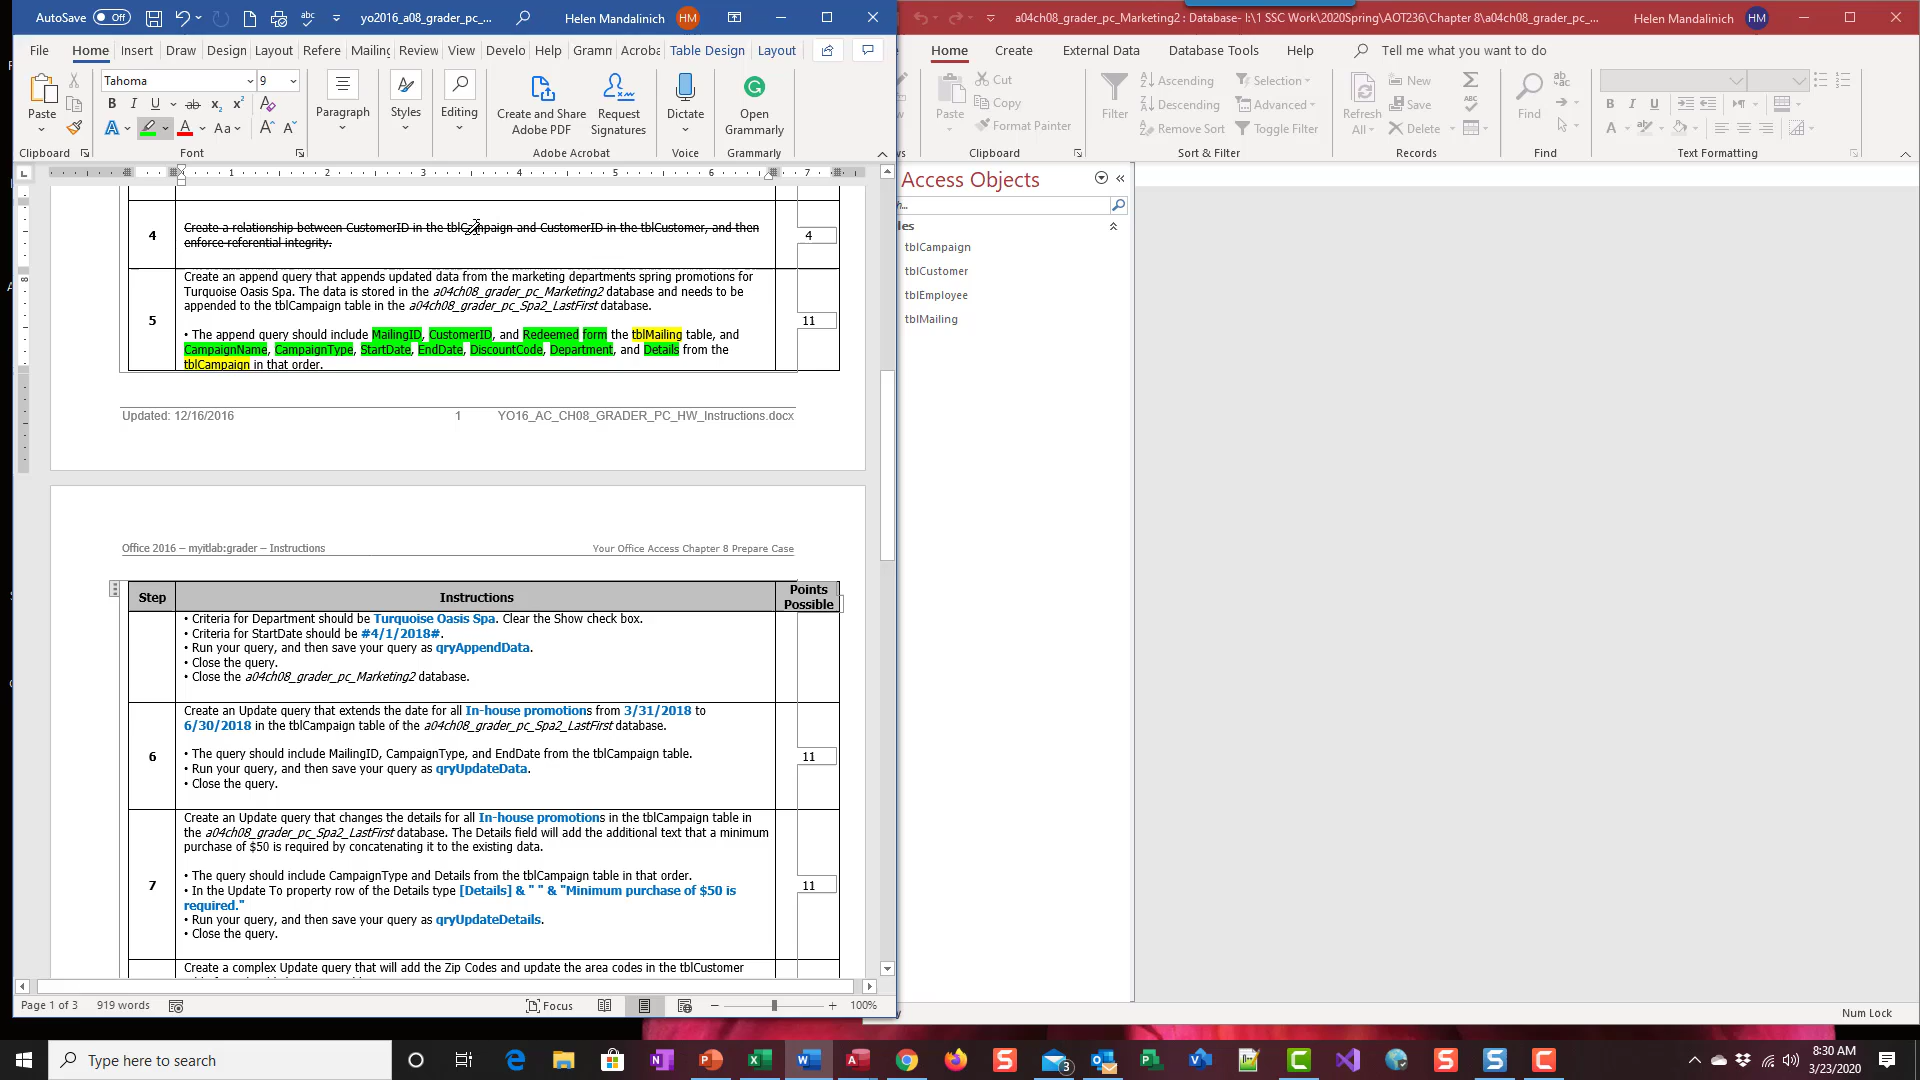 AutoSave Off yo2016_a08_grader_pc_... Helen Mandalinich HM
File Home Insert Draw Design Layout Refere Mailing Review View Develo Help Gramm Acroba Table Design Layout
Tahoma 9
Paste
B I U ab x₂ x²
A A Aa A A
Paragraph
Styles
Editing
Create and Share Adobe PDF
Request Signatures
Dictate
Open Grammarly
Clipboard Font Adobe Acrobat Voice Grammarly
1 2 3 4 5 6 7
4 Create a relationship between CustomerID in the tblCampaign and CustomerID in the tblCustomer, and then 4
enforce referential integrity.
Create an append query that appends updated data from the marketing departments spring promotions for
Turquoise Oasis Spa. The data is stored in the a04ch08_grader_pc_Marketing2 database and needs to be
appended to the tblCampaign table in the a04ch08_grader_pc_Spa2_LastFirst database.
5 11
• The append query should include MailingID, CustomerID, and Redeemed form the tblMailing table, and
CampaignName, CampaignType, StartDate, EndDate, DiscountCode, Department, and Details from the
tblCampaign in that order.
Updated: 12/16/2016 1 YO16_AC_CH08_GRADER_PC_HW_Instructions.docx
Office 2016 – myitlab:grader – Instructions Your Office Access Chapter 8 Prepare Case
Step Instructions Points Possible
• Criteria for Department should be Turquoise Oasis Spa. Clear the Show check box.
• Criteria for StartDate should be #4/1/2018#.
• Run your query, and then save your query as qryAppendData.
• Close the query.
• Close the a04ch08_grader_pc_Marketing2 database.
Create an Update query that extends the date for all In-house promotions from 3/31/2018 to
6/30/2018 in the tblCampaign table of the a04ch08_grader_pc_Spa2_LastFirst database.
6 11
• The query should include MailingID, CampaignType, and EndDate from the tblCampaign table.
• Run your query, and then save your query as qryUpdateData.
• Close the query.
Create an Update query that changes the details for all In-house promotions in the tblCampaign table in
the a04ch08_grader_pc_Spa2_LastFirst database. The Details field will add the additional text that a minimum
purchase of $50 is required by concatenating it to the existing data.
7 11
• The query should include CampaignType and Details from the tblCampaign table in that order.
• In the Update To property row of the Details type [Details] & " " & "Minimum purchase of $50 is
required."
• Run your query, and then save your query as qryUpdateDetails.
• Close the query.
Create a complex Update query that will add the Zip Codes and update the area codes in the tblCustomer
Page 1 of 3 919 words Focus 100%
a04ch08_grader_pc_Marketing2 : Database- I:\1 SSC Work\2020Spring\AOT236\Chapter 8\a04ch08_grader_pc_... Helen Mandalinich HM
Home Create External Data Database Tools Help Tell me what you want to do
Paste
Cut
Copy
Format Painter
Filter
Ascending
Descending
Remove Sort
Selection
Advanced
Toggle Filter
Refresh All
New
Save
Delete
Find
B I U
A
ws Clipboard Sort & Filter Records Find Text Formatting
Access Objects
h...
les
tblCampaign
tblCustomer
tblEmployee
tblMailing
y Num Lock
Type here to search
3
8:30 AM
3/23/2020